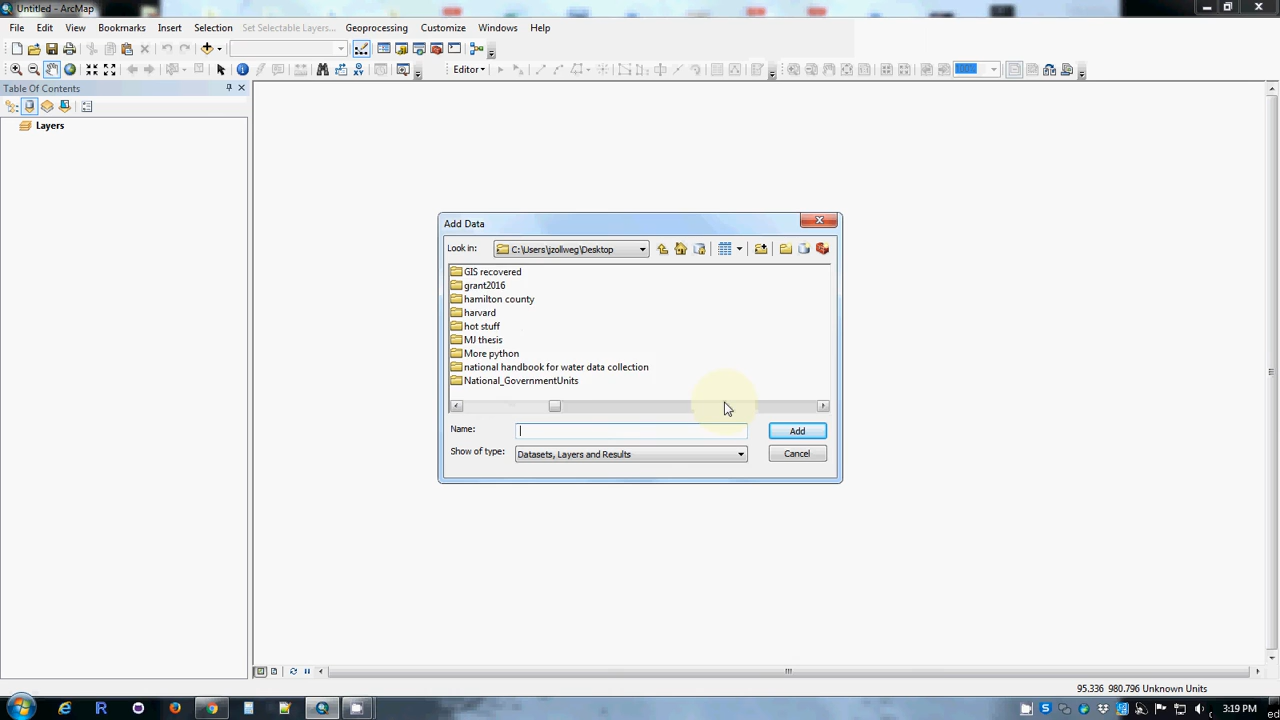 Untitled - ArcMap
File Edit View Bookmarks Insert Selection Set Selectable Layers... Geoprocessing Customize Windows Help
Editor
100%
Table Of Contents
Layers
Add Data
Look in: C:\Users\jzollweg\Desktop
GIS recovered
grant2016
hamilton county
harvard
hot stuff
MJ thesis
More python
national handbook for water data collection
National_GovernmentUnits
Name:
Add
Show of type: Datasets, Layers and Results
Cancel
95.336 980.796 Unknown Units
3:19 PM